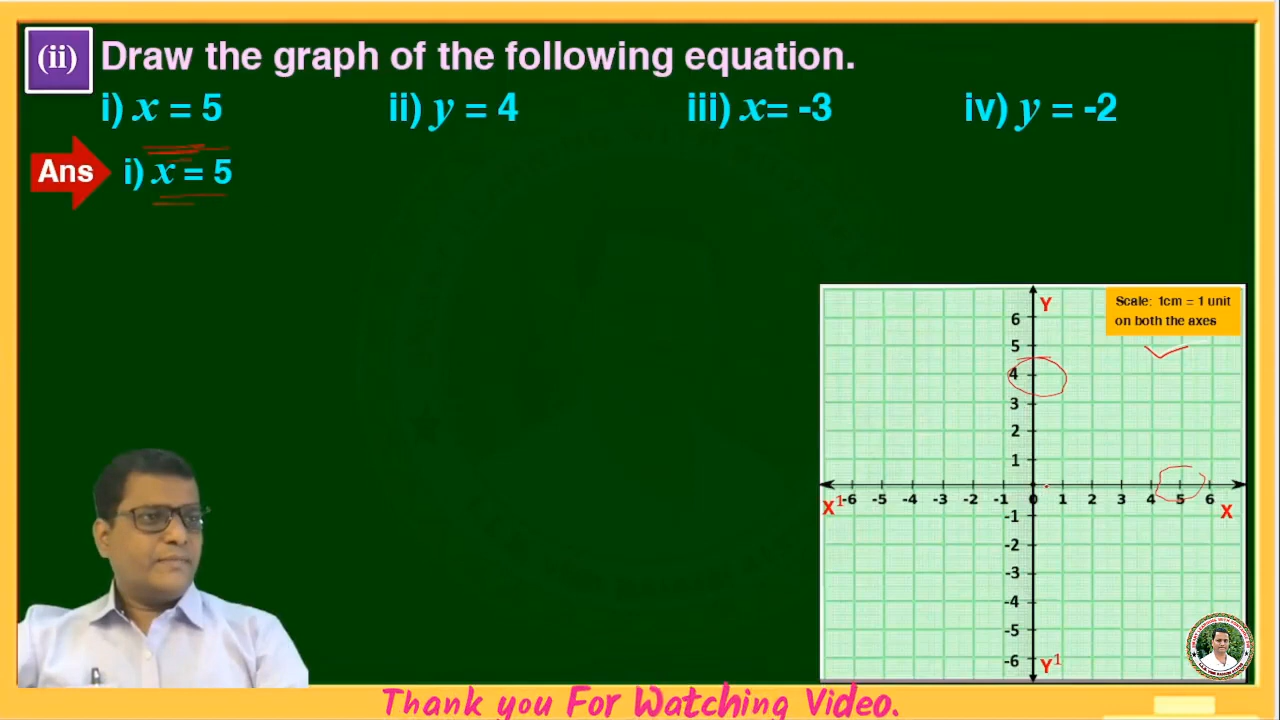 (ii) Draw the graph of the following equation.
i) x = 5 ii) y = 4 iii) x= -3 iv) y = -2
Ans i) x = 5
Scale: 1cm = 1 unit
on both the axes
Y
6
5
4
3
2
1
X¹ -6 -5 -4 -3 -2 -1 0 1 2 3 4 5 6 X
-1
-2
-3
-4
-5
-6
Y¹
Thank you For Watching Video.